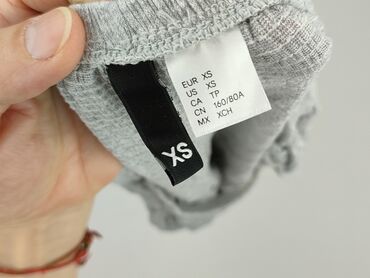 EUR XS
US XS
CA TP
CN 160/80A
MX XCH
XS